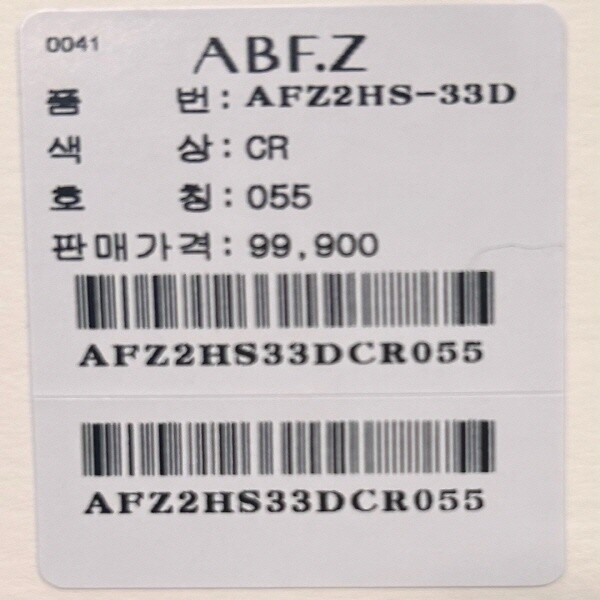 0041
ABF.Z
품 번 : AFZ2HS-33D
색 상 : CR
호 칭 : 055
판매가격 : 99,900
AFZ2HS33DCR055
AFZ2HS33DCR055